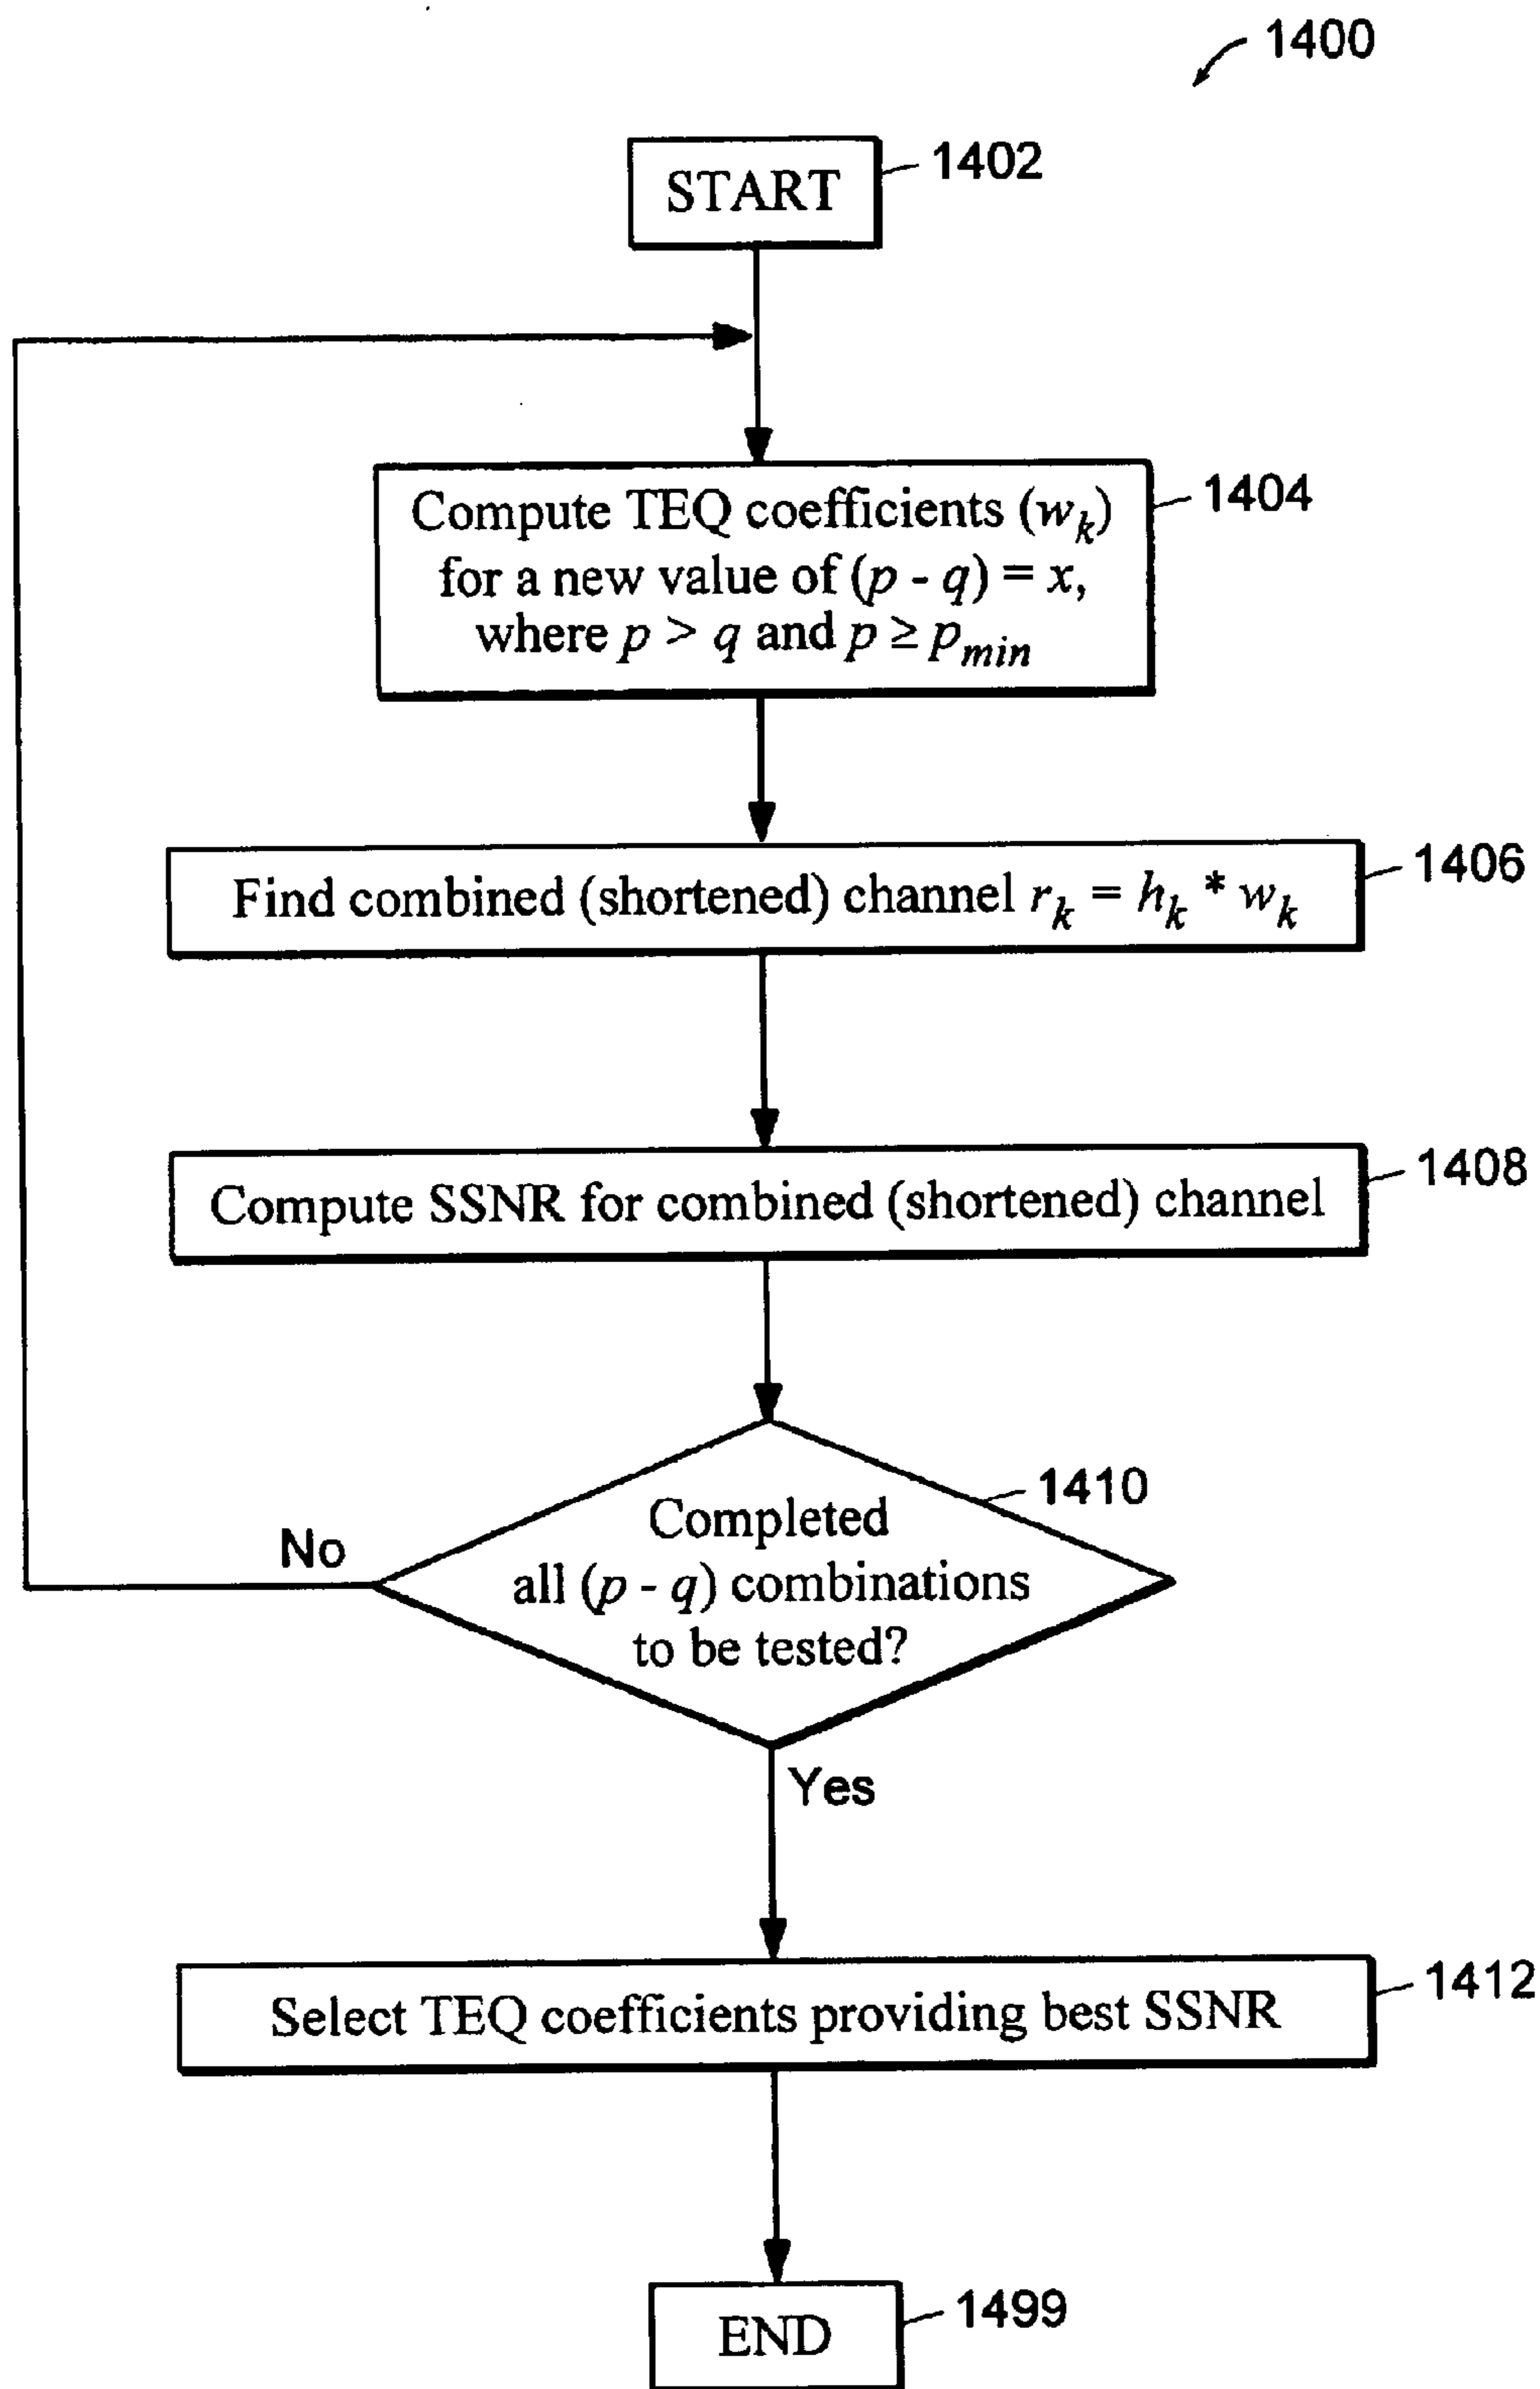 1400
START
1402
Compute TEQ coefficients (w_k)
for a new value of (p - q) = x,
where p > q and p ≥ p_min
1404
Find combined (shortened) channel r_k = h_k * w_k
1406
Compute SSNR for combined (shortened) channel
1408
Completed
all (p - q) combinations
to be tested?
1410
No
Yes
Select TEQ coefficients providing best SSNR
1412
END
1499